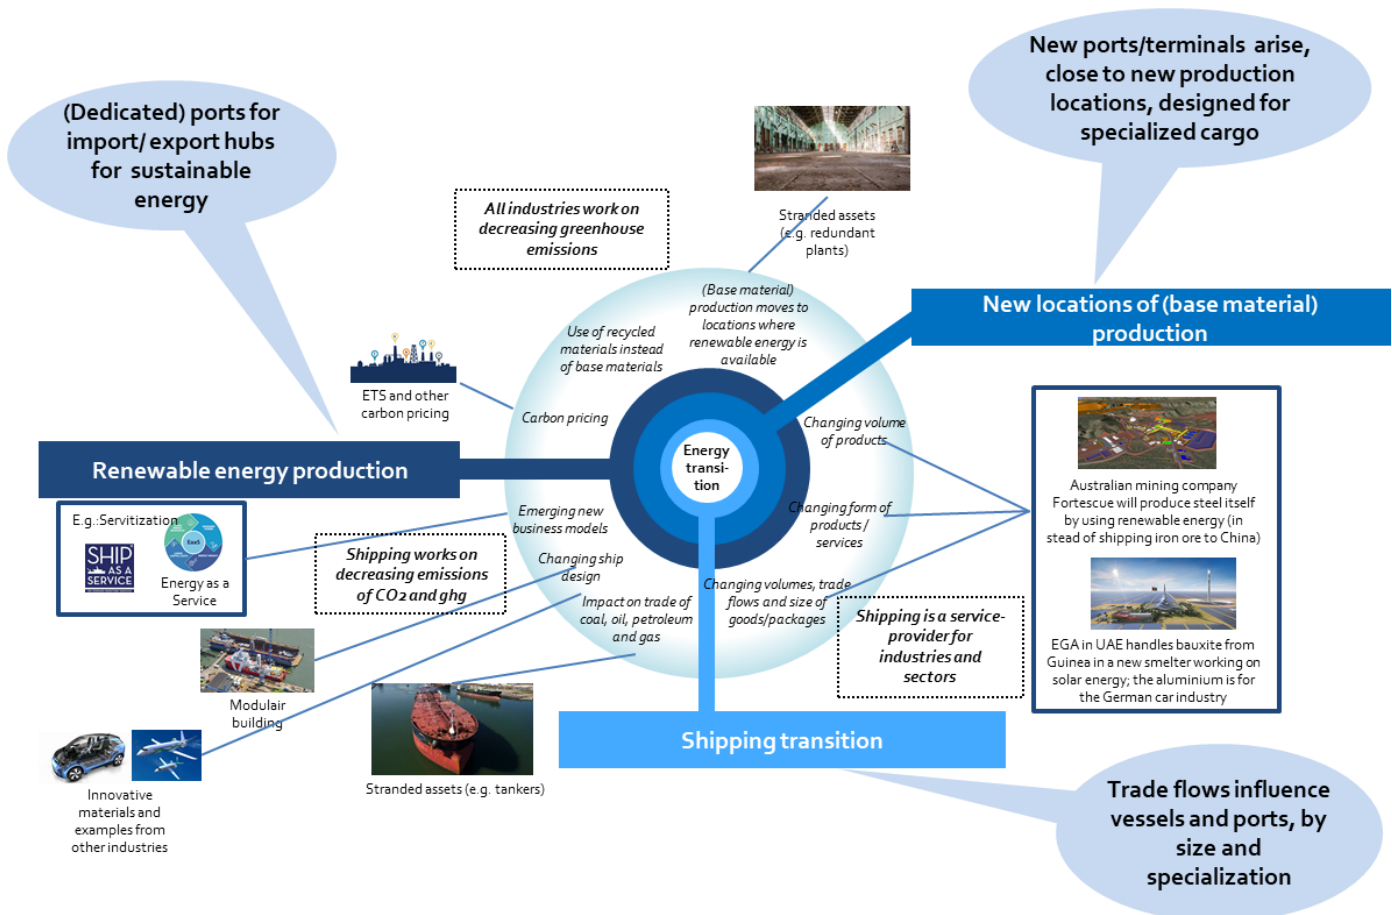 (Dedicated) ports for
import/ export hubs
for sustainable
energy
New ports/terminals arise,
close to new production
locations, designed for
specialized cargo
All industries work on
decreasing greenhouse
emissions
Stranded assets
(e.g. redundant
plants)
(Base material)
production moves to
locations where
renewable energy is
available
Use of recycled
materials instead
of base materials
New locations of (base material)
production
ETS and other
carbon pricing
Carbon pricing
Changing volume
of products
Energy
transi-
tion
Renewable energy production
E.g.:Servitization
SHIP
AS A
SERVICE
EaaS
Energy as a
Service
Emerging new
business models
Changing form of
products /
services
Shipping works on
decreasing emissions
of CO2 and ghg
Changing ship
design
Impact on trade of
coal, oil, petroleum
and gas
Changing volumes, trade
flows and size of
goods/packages
Shipping is a service-
provider for
industries and
sectors
Australian mining company
Fortescue will produce steel itself
by using renewable energy (in
stead of shipping iron ore to China)
EGA in UAE handles bauxite from
Guinea in a new smelter working on
solar energy; the aluminium is for
the German car industry
Modulair
building
Shipping transition
Stranded assets (e.g. tankers)
Innovative
materials and
examples from
other industries
Trade flows influence
vessels and ports, by
size and
specialization